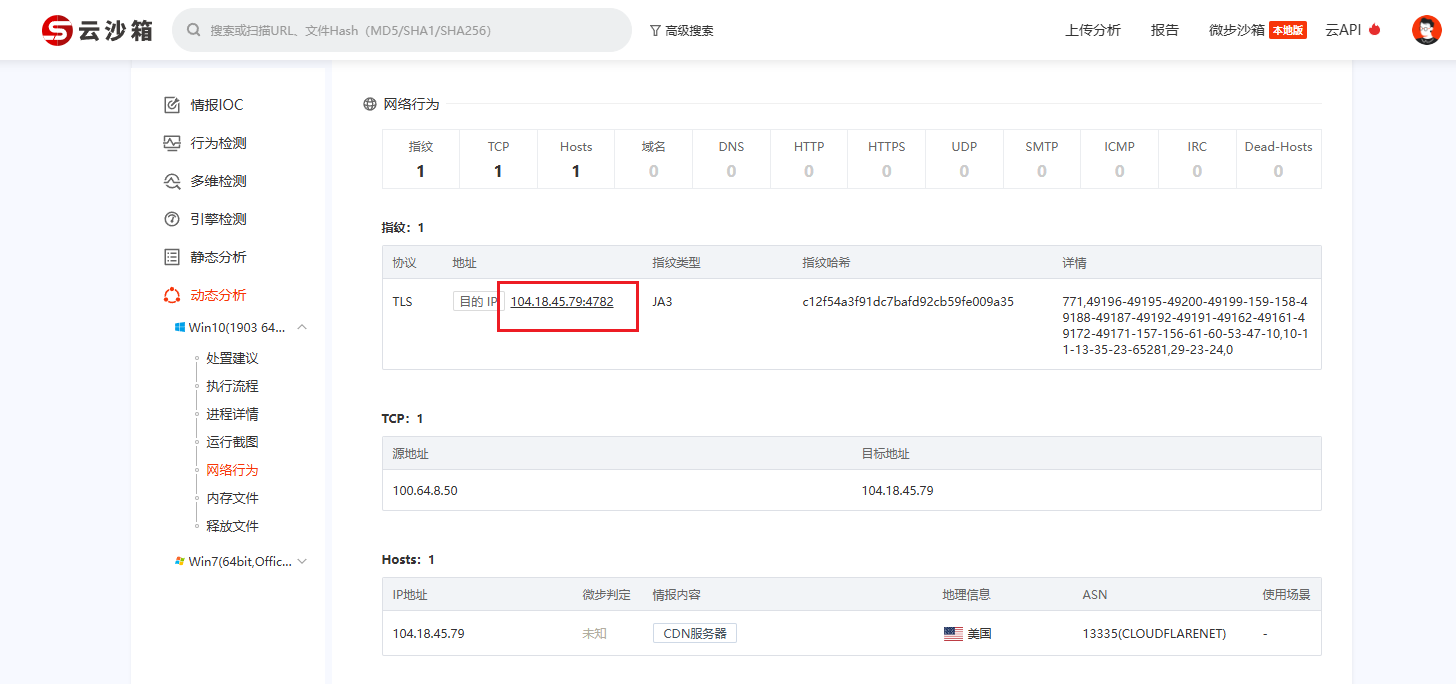 云沙箱
搜索或扫描URL、文件Hash（MD5/SHA1/SHA256)
高级搜索
上传分析
报告
微步沙箱 本地版
云API
情报IOC
行为检测
多维检测
引擎检测
静态分析
动态分析
Win10(1903 64...
处置建议
执行流程
进程详情
运行截图
网络行为
内存文件
释放文件
Win7(64bit,Offic...
网络行为
指纹 TCP Hosts 域名 DNS HTTP HTTPS UDP SMTP ICMP IRC Dead-Hosts
1 1 1 0 0 0 0 0 0 0 0 0
指纹：1
协议 地址 指纹类型 指纹哈希 详情
TLS 目的 IP 104.18.45.79:4782 JA3 c12f54a3f91dc7bafd92cb59fe009a35 771,49196-49195-49200-49199-159-158-4
9188-49187-49192-49191-49162-49161-4
9172-49171-157-156-61-60-53-47-10,10-1
1-13-35-23-65281,29-23-24,0
TCP：1
源地址 目标地址
100.64.8.50 104.18.45.79
Hosts：1
IP地址 微步判定 情报内容 地理信息 ASN 使用场景
104.18.45.79 未知 CDN服务器 美国 13335(CLOUDFLARENET) -